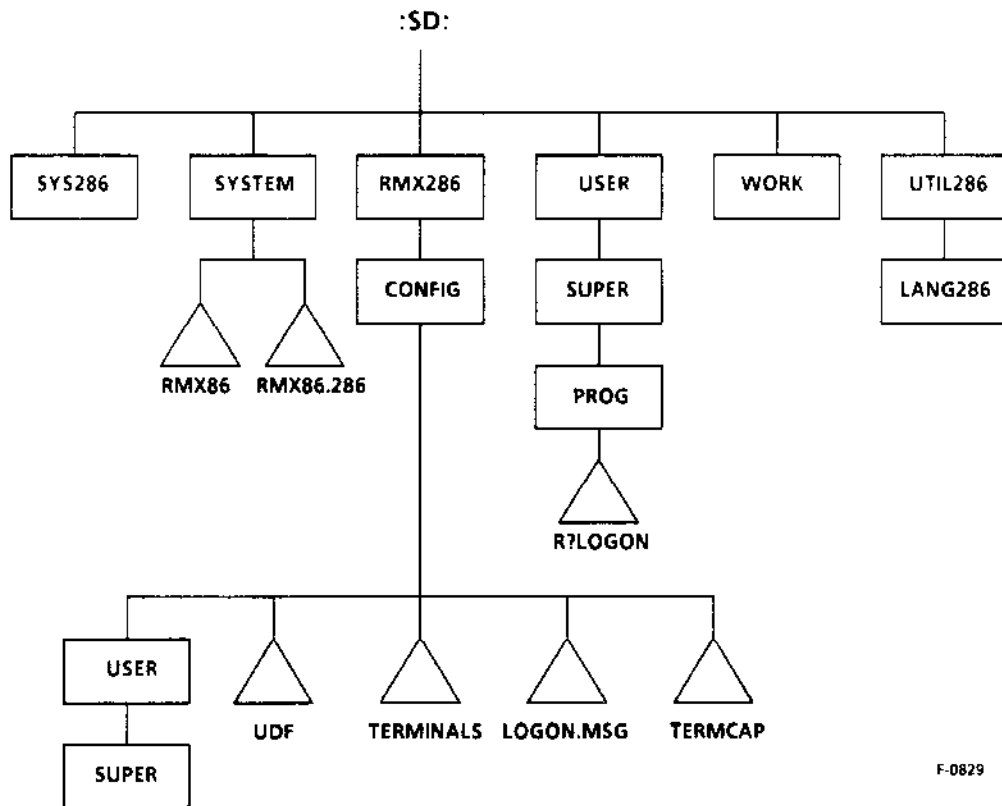 :SD:
SYS286 SYSTEM RMX286 USER WORK UTIL286
CONFIG SUPER LANG286
RMX86 RMX86.286 PROG
R?LOGON
USER
UDF TERMINALS LOGON.MSG TERMCAP
SUPER
F-0829